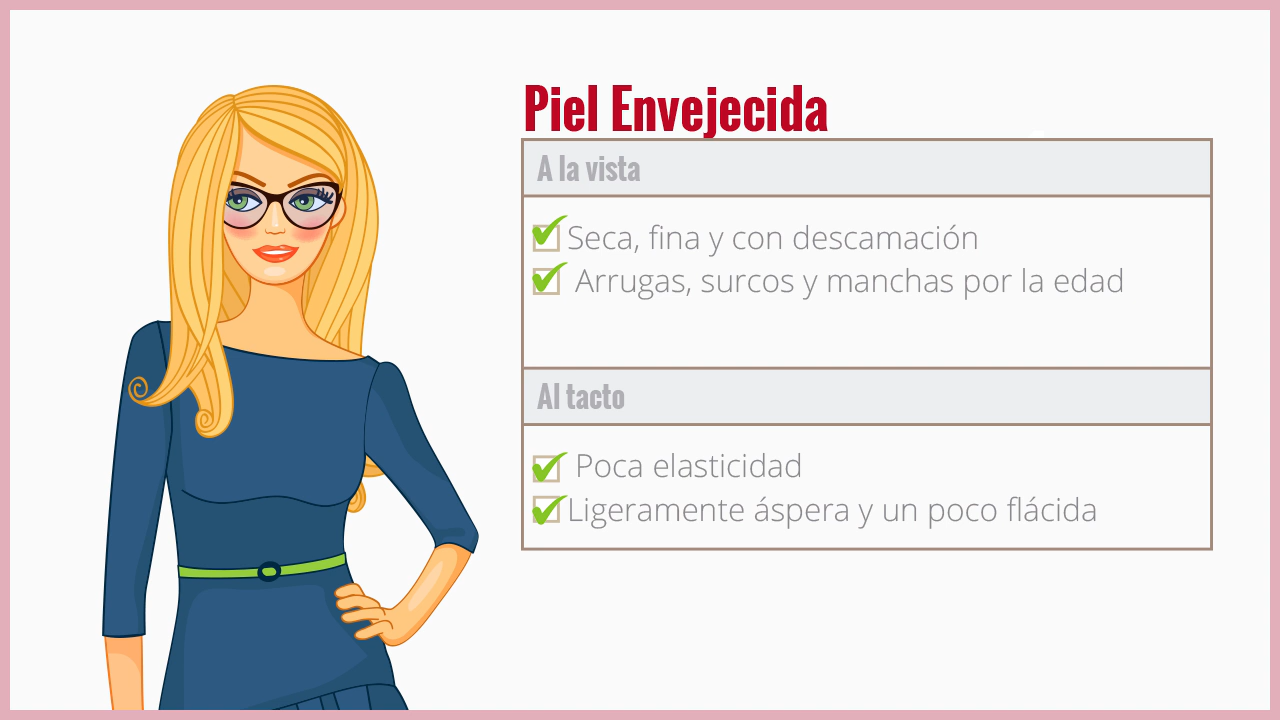 Piel Envejecida
A la vista
Seca, fina y con descamación
Arrugas, surcos y manchas por la edad
Al tacto
Poca elasticidad
Ligeramente áspera y un poco flácida